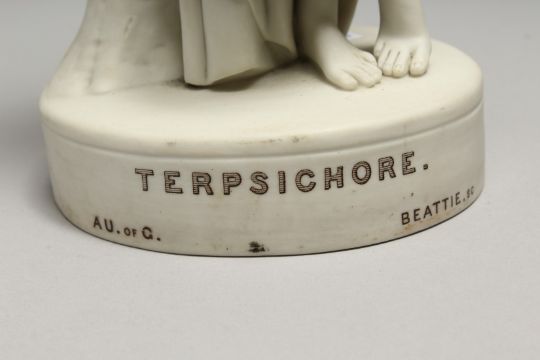 TERPSICHORE.
AU. OF G.
BEATTIE. SC